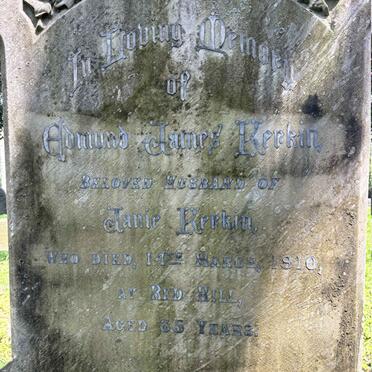 In Loving Memory
of
Edmund James Kerkin,
Beloved Husband of
Janie Kerkin,
Who Died, 14th March, 1910,
at Red Hill,
Aged 65 Years.